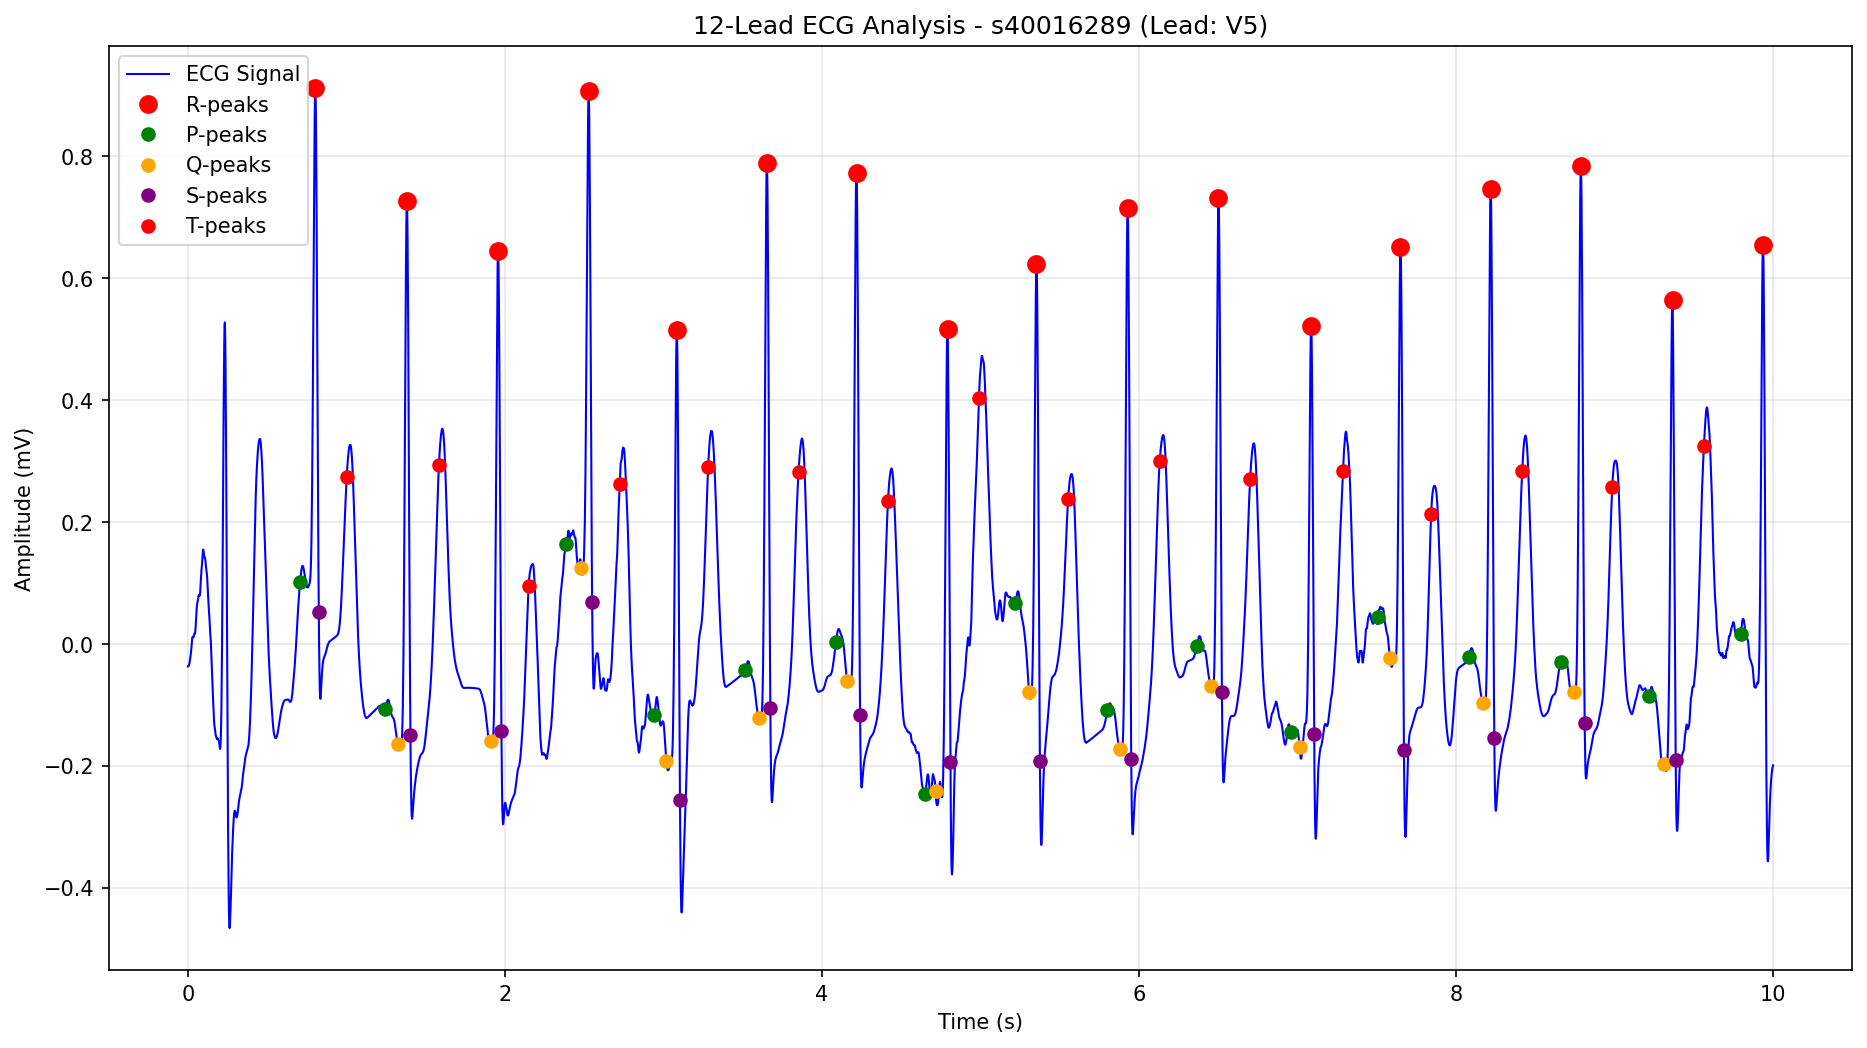 12-Lead ECG Analysis - s40016289 (Lead: V5)
ECG Signal
R-peaks
P-peaks
Q-peaks
S-peaks
T-peaks
Amplitude (mV)
0.8
0.6
0.4
0.2
0.0
−0.2
−0.4
0 2 4 6 8 10
Time (s)